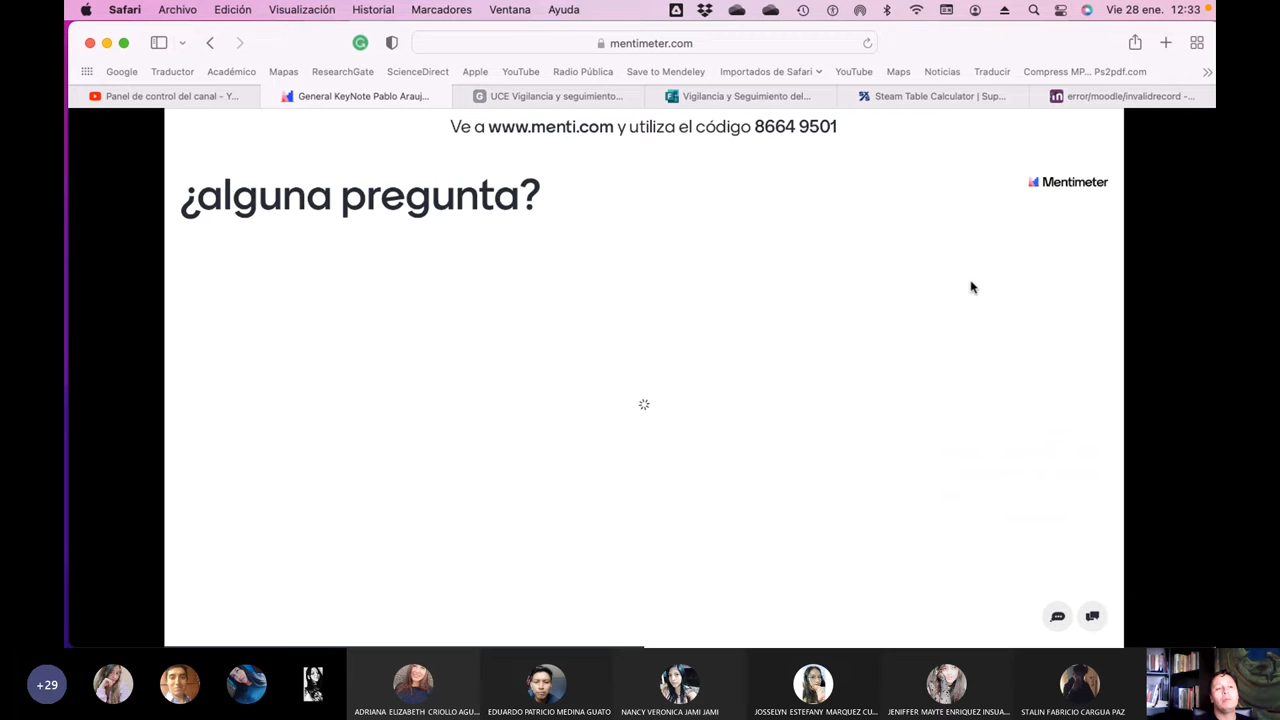 Safari Archivo Edición Visualización Historial Marcadores Ventana Ayuda Vie 28 ene. 12:33
mentimeter.com
Google Traductor Académico Mapas ResearchGate ScienceDirect Apple YouTube Radio Pública Save to Mendeley Importados de Safari YouTube Maps Noticias Traducir Compress MP... Ps2pdf.com
Panel de control del canal - Y... General KeyNote Pablo Arauj... UCE Vigilancia y seguimiento... Vigilancia y Seguimiento del... Steam Table Calculator | Sup... error/moodle/invalidrecord -...
Ve a www.menti.com y utiliza el código 8664 9501
¿alguna pregunta?
Mentimeter
+29
ADRIANA ELIZABETH CRIOLLO AGU... EDUARDO PATRICIO MEDINA GUATO NANCY VERONICA JAMI JAMI JOSSELYN ESTEFANY MARQUEZ CU... JENIFFER MAYTE ENRIQUEZ INSUA... STALIN FABRICIO CARGUA PAZ